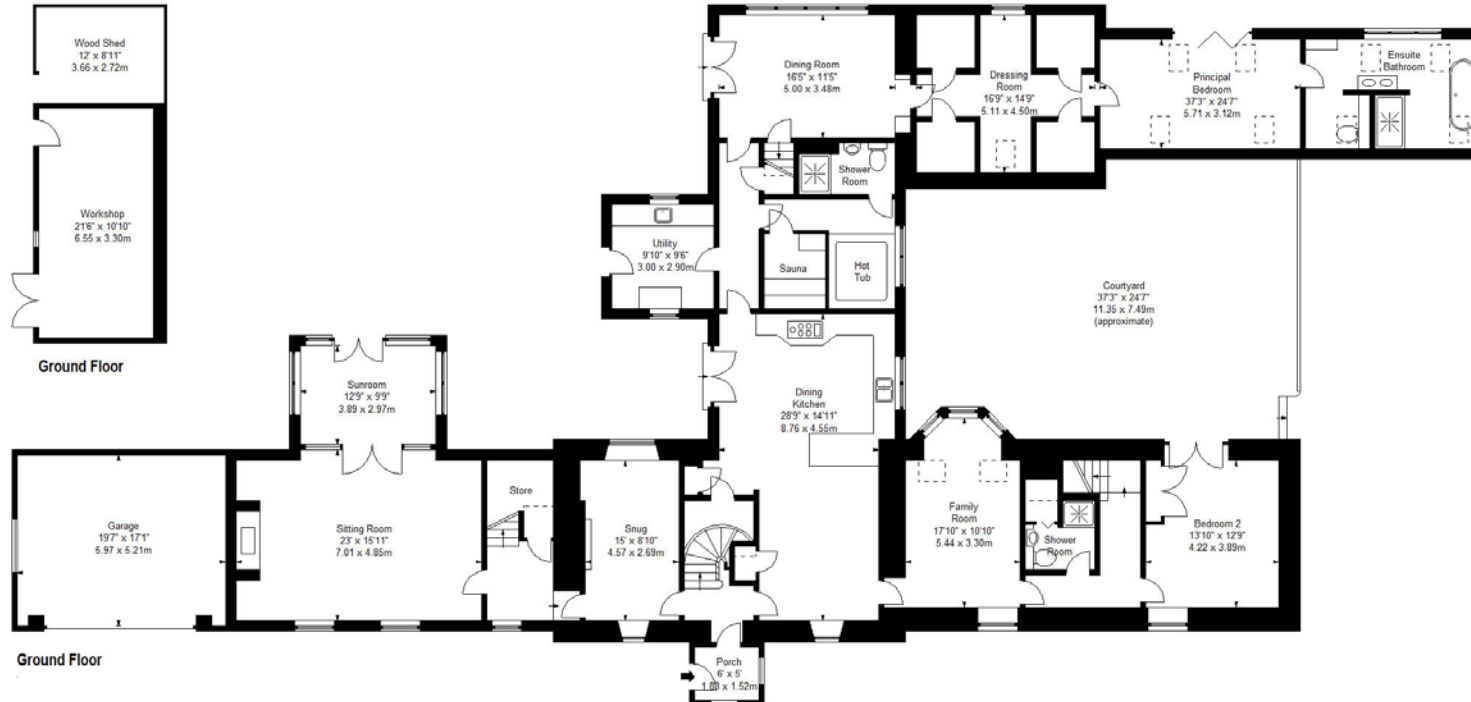 Wood Shed
12' x 8'11"
3.66 x 2.72m
Workshop
21'6" x 10'10"
6.55 x 3.30m
Ground Floor
Dining Room
16'5" x 11'5"
5.00 x 3.48m
Dressing
Room
16'9" x 14'9"
5.11 x 4.50m
Principal
Bedroom
37'3" x 24'7"
5.71 x 3.12m
Ensuite
Bathroom
Shower
Room
Utility
9'10" x 9'6"
3.00 x 2.90m
Sauna
Hot
Tub
Courtyard
37'3" x 24'7"
11.35 x 7.49m
(approximate)
Sunroom
12'9" x 9'9"
3.89 x 2.97m
Dining
Kitchen
28'9" x 14'11"
8.76 x 4.55m
Garage
19'7" x 17'1"
5.97 x 5.21m
Sitting Room
23' x 15'11"
7.01 x 4.85m
Store
Snug
15' x 8'10"
4.57 x 2.69m
Family
Room
17'10" x 10'10"
5.44 x 3.30m
Shower
Room
Bedroom 2
13'10" x 12'9"
4.22 x 3.89m
Porch
6' x 5'
x 1.52m
Ground Floor